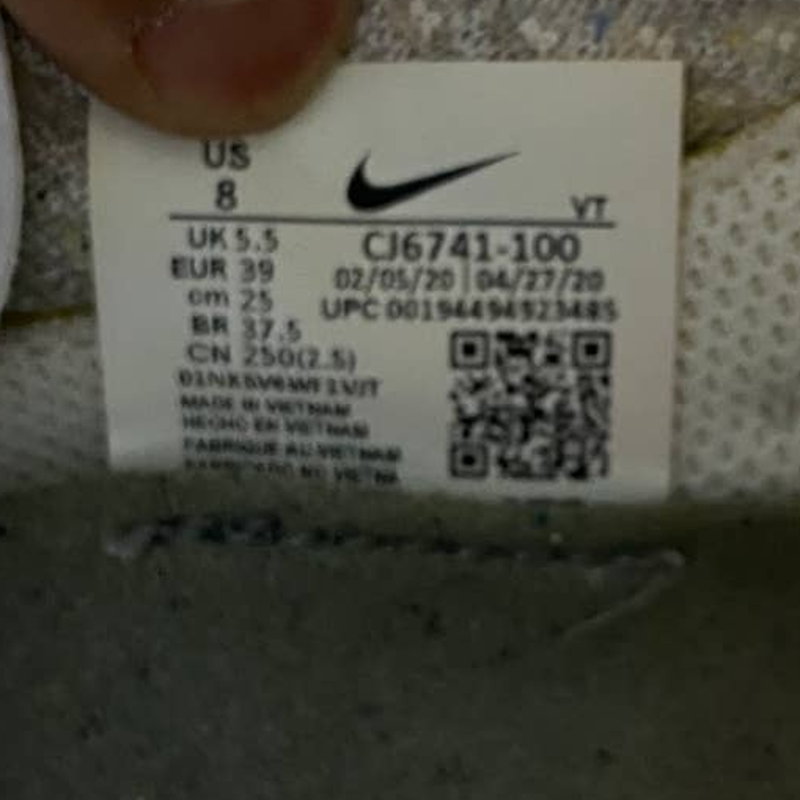 US
8
VT
UK 5.5
EUR 39
cm 25
BR 37.5
CN 250(2.5)
CJ6741-100
02/05/20 | 04/27/20
UPC 00194494923485
MADE IN VIETNAM
HECHO EN VIETNAM
FABRIQUE AU VIETNAM